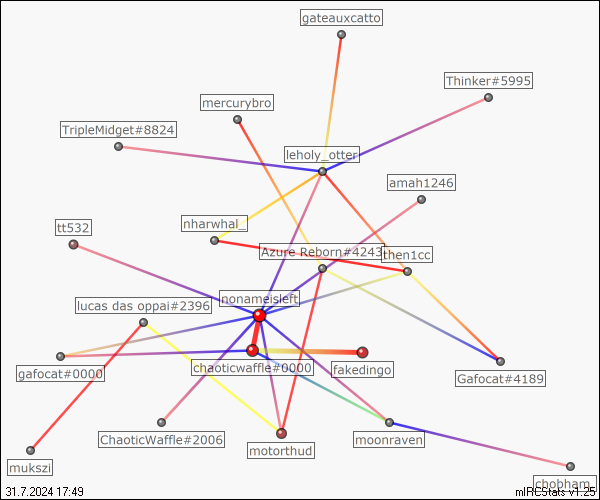 gateauxcatto
Thinker#5995
mercurybro
TripleMidget#8824
leholy_otter
amah1246
nharwhal_
tt532
Azure Reborn#4243
then1cc
nonameisleft
lucas das oppai#2396
gafocat#0000
chaoticwaffle#0000
fakedingo
Gafocat#4189
ChaoticWaffle#2006
motorthud
moonraven
mukszi
chobham_
31.7.2024 17:49
mIRCStats v1.25